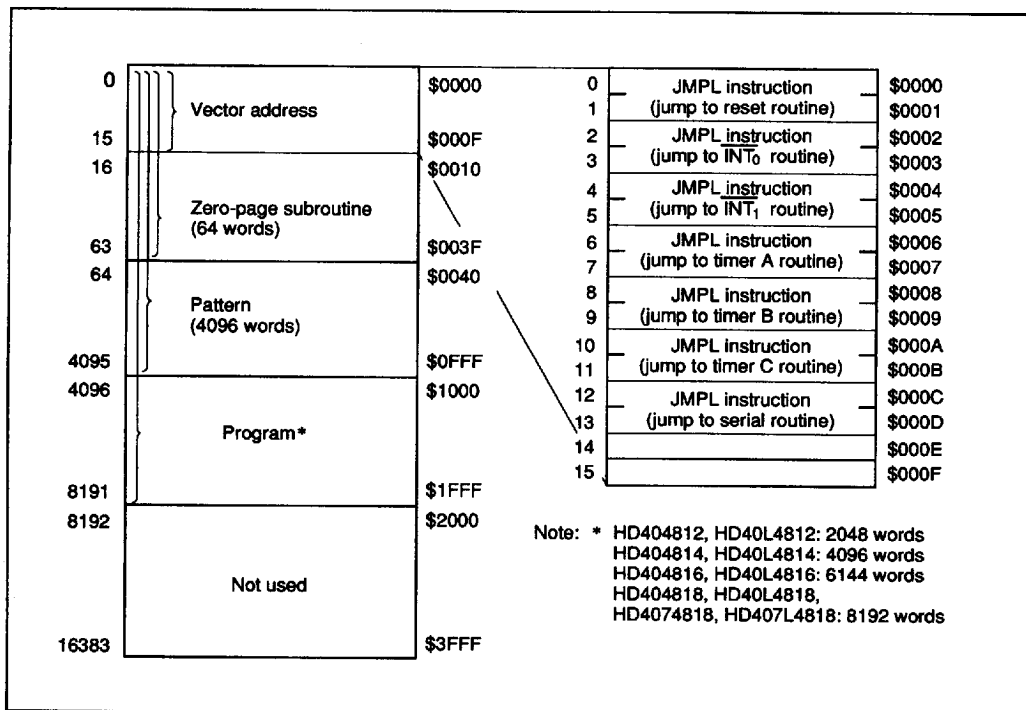 0
$0000
Vector address
15
$000F
16
$0010
Zero-page subroutine
(64 words)
63
$003F
64
$0040
Pattern
(4096 words)
4095
$0FFF
4096
$1000
Program*
8191
$1FFF
8192
$2000
Not used
16383
$3FFF
0 JMPL instruction $0000
1 (jump to reset routine) $0001
2 JMPL instruction $0002
3 (jump to INT0 routine) $0003
4 JMPL instruction $0004
5 (jump to INT1 routine) $0005
6 JMPL instruction $0006
7 (jump to timer A routine) $0007
8 JMPL instruction $0008
9 (jump to timer B routine) $0009
10 JMPL instruction $000A
11 (jump to timer C routine) $000B
12 JMPL instruction $000C
13 (jump to serial routine) $000D
14 $000E
15 $000F
Note: * HD404812, HD40L4812: 2048 words
HD404814, HD40L4814: 4096 words
HD404816, HD40L4816: 6144 words
HD404818, HD40L4818,
HD4074818, HD407L4818: 8192 words